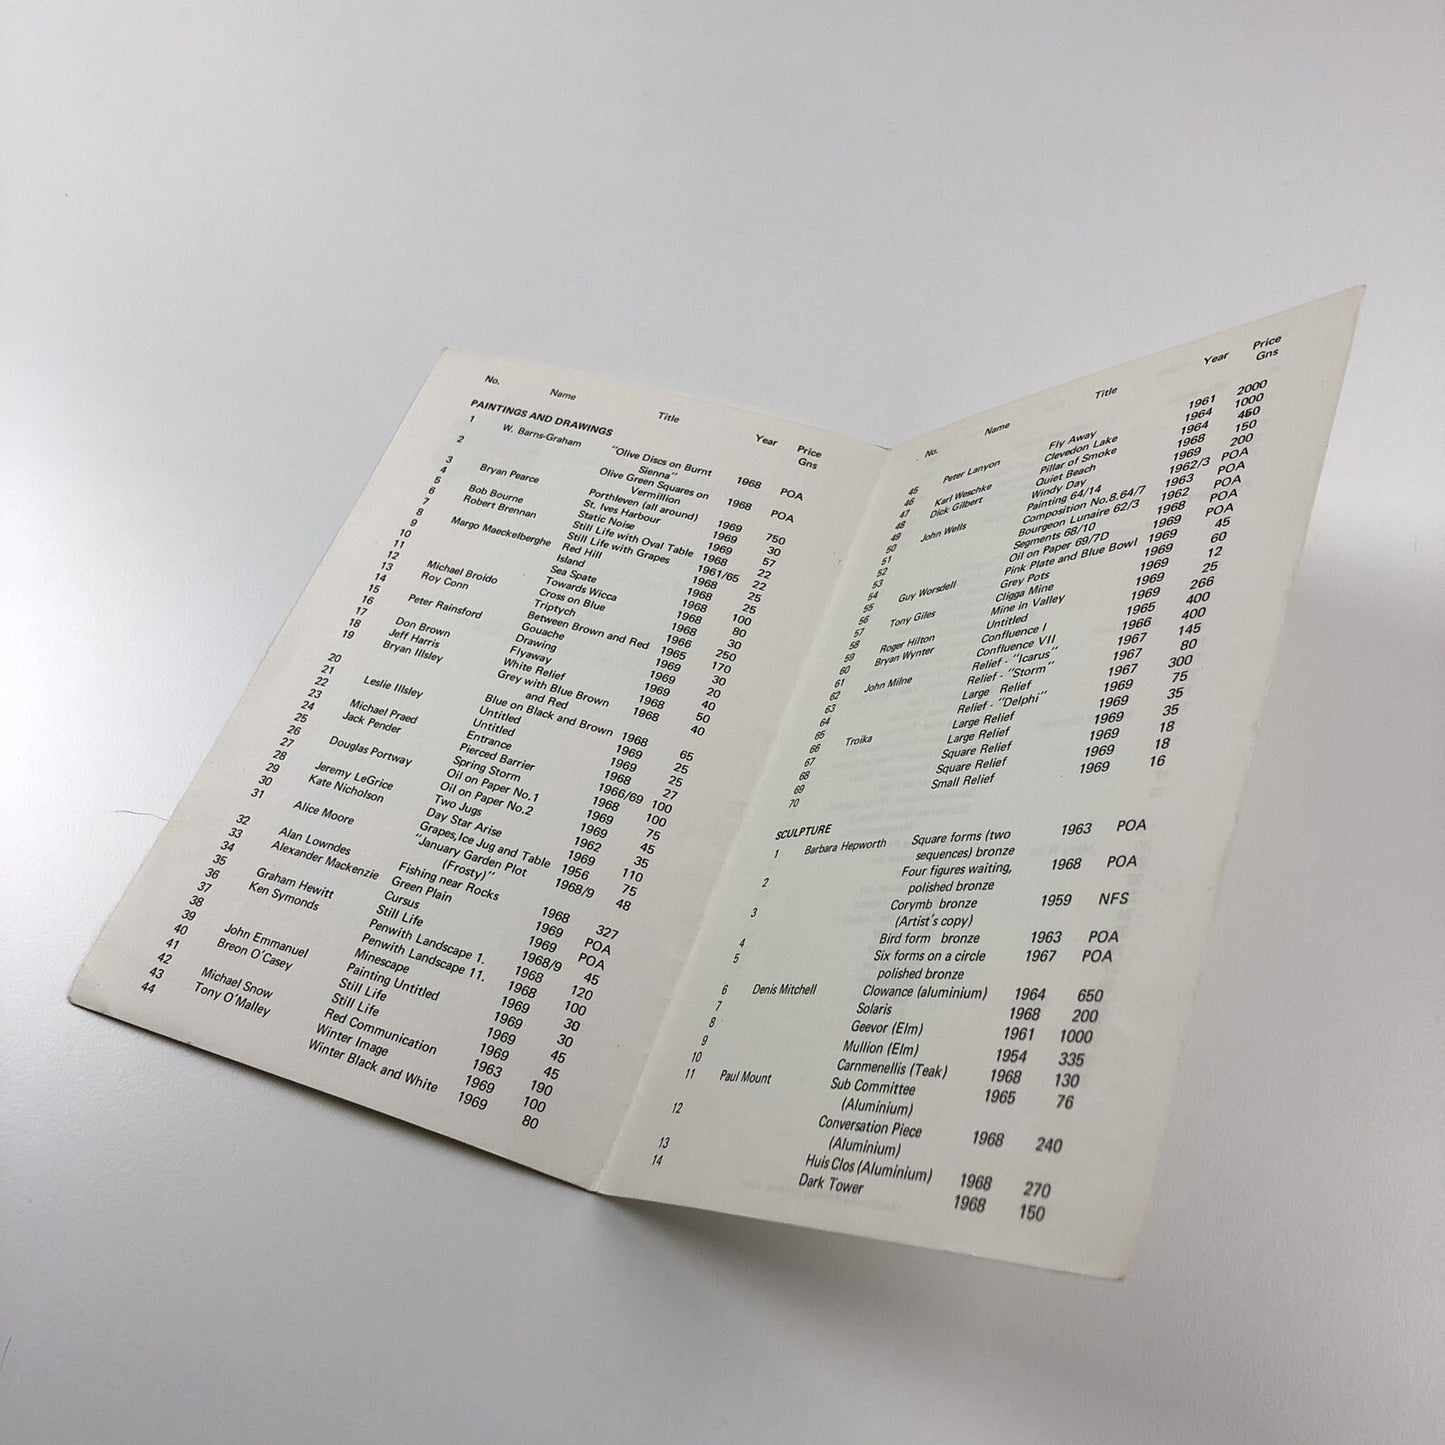 No. Name Title Year Price Gns
PAINTINGS AND DRAWINGS
1 W. Barns-Graham "Olive Discs on Burnt
Sienna" 1968 POA
2 Olive Green Squares on
Vermillion 1968 POA
3 Bryan Pearce Porthleven (all around) 1969 750
4 St. Ives Harbour 1969 30
5 Bob Bourne Static Noise 1969 57
6 Robert Brennan Still Life with Oval Table 1968 22
7 Still Life with Grapes 1961/65 22
8 Margo Maeckelberghe Red Hill 1968 25
9 Island 1968 25
10 Sea Spate 1968 100
11 Towards Wicca 1968 80
12 Michael Broido Cross on Blue 1968 30
13 Roy Conn Triptych 1966 250
14 Between Brown and Red 1965 170
15 Peter Rainsford Gouache 1969 30
16 Drawing 1969 20
17 Don Brown Flyaway 1969 40
18 Jeff Harris White Relief 1968 50
19 Bryan Illsley Grey with Blue Brown
and Red 1968 40
20 Blue on Black and Brown 1968 65
21 Untitled 1969 25
22 Leslie Illsley Untitled 1969 25
23 Entrance 1968 27
24 Michael Praed Pierced Barrier 1966/69 100
25 Jack Pender Spring Storm 1968 100
26 Oil on Paper No.1 1969 75
27 Douglas Portway Oil on Paper No.2 1969 45
28 Jeremy LeGrice Two Jugs 1962 35
29 Kate Nicholson Day Star Arise 1969 110
30 Grapes,Ice Jug and Table 1956 75
31 Alice Moore "January Garden Plot
(Frosty)" 1968/9 48
32 Alan Lowndes Fishing near Rocks 1968 327
33 Alexander Mackenzie Green Plain 1969 POA
34 Cursus 1969 POA
35 Graham Hewitt Still Life 1968/9 45
36 Ken Symonds Penwith Landscape 1. 1968 120
37 Penwith Landscape 11. 1968 100
38 John Emmanuel Minescape 1969 30
39 Breon O'Casey Painting Untitled 1969 30
40 Still Life 1969 45
41 Still Life 1969 45
42 Michael Snow Red Communication 1963 190
43 Tony O'Malley Winter Image 1969 100
44 Winter Black and White 1969 80
No. Name Title Year Price Gns
45 Peter Lanyon Fly Away 1961 2000
46 Clevedon Lake 1964 1000
47 Karl Weschke Pillar of Smoke 1964 450
48 Dick Gilbert Quiet Beach 1968 150
49 Windy Day 1969 200
50 John Wells Painting 64/14 1962/3 POA
51 Composition No.8.64/7 1963 POA
52 Bourgeon Lunaire 62/3 1962 POA
53 Segments 68/10 1968 POA
54 Oil on Paper 69/7D 1969 POA
55 Guy Worsdell Pink Plate and Blue Bowl 1969 45
56 Grey Pots 1969 60
57 Tony Giles Cligga Mine 1969 12
58 Mine in Valley 1969 25
59 Roger Hilton Untitled 1969 266
60 Bryan Wynter Confluence I 1965 400
61 Confluence VII 1966 400
62 John Milne Relief - "Icarus" 1967 145
63 Relief - "Storm" 1967 80
64 Large Relief 1967 300
65 Relief - "Delphi" 1969 75
66 Troika Large Relief 1969 35
67 Large Relief 1969 35
68 Square Relief 1969 18
69 Square Relief 1969 18
70 Small Relief 1969 16
SCULPTURE
1 Barbara Hepworth Square forms (two 1963 POA
sequences) bronze
2 Four figures waiting, 1968 POA
polished bronze
3 Corymb bronze 1959 NFS
(Artist's copy)
4 Bird form bronze 1963 POA
5 Six forms on a circle 1967 POA
polished bronze
6 Denis Mitchell Clowance (aluminium) 1964 650
7 Solaris 1968 200
8 Geevor (Elm) 1961 1000
9 Mullion (Elm) 1954 335
10 Carnmenellis (Teak) 1968 130
11 Paul Mount Sub Committee 1965 76
(Aluminium)
12 Conversation Piece 1968 240
(Aluminium)
13 Huis Clos (Aluminium) 1968 270
14 Dark Tower 1968 150